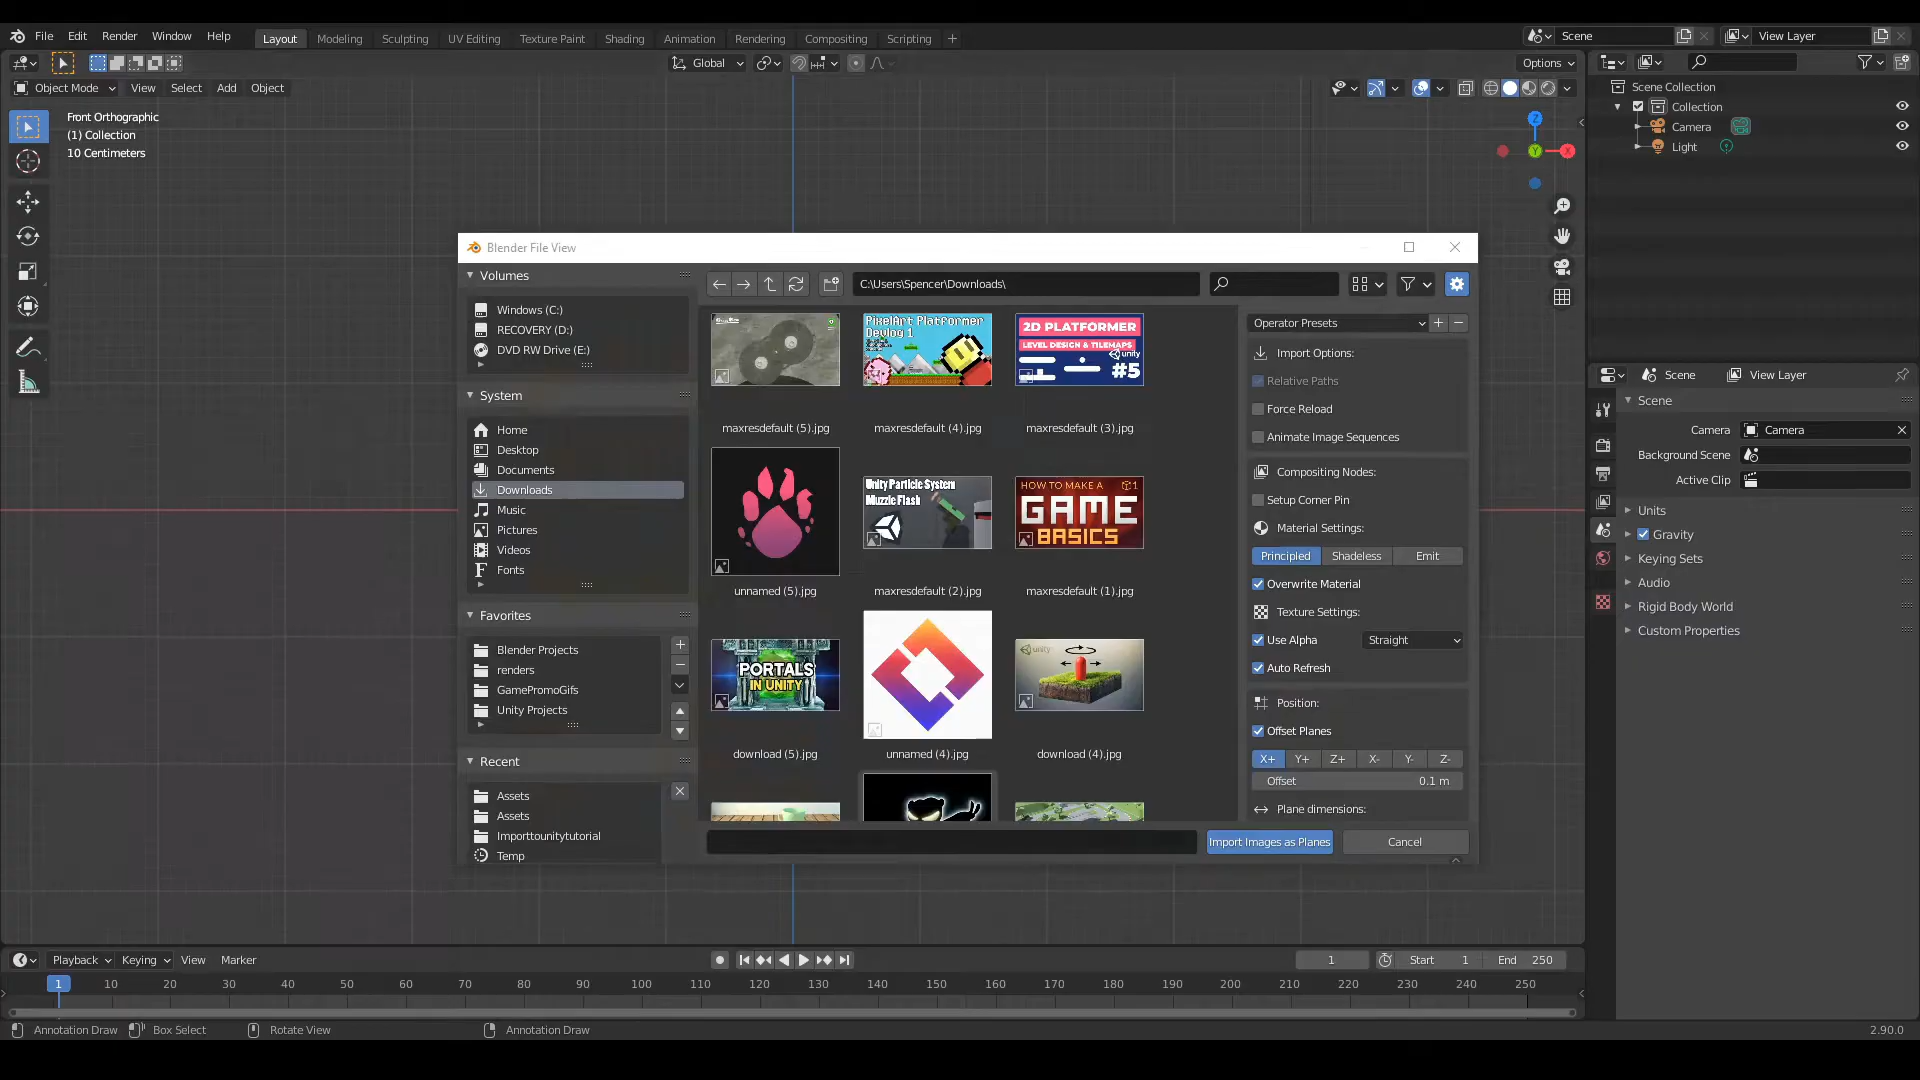 File Edit Render Window Help Layout Modeling Sculpting UV Editing Texture Paint Shading Animation Rendering Compositing Scripting + Scene View Layer
Global Options
Object Mode View Select Add Object
Front Orthographic
(1) Collection
10 Centimeters
Z
Y
X
Scene Collection
Collection
Camera
Light
Blender File View
Volumes
Windows (C:)
RECOVERY (D:)
DVD RW Drive (E:)
System
Home
Desktop
Documents
Downloads
Music
Pictures
Videos
Fonts
Favorites
Blender Projects
renders
GamePromoGifs
Unity Projects
Recent
Assets
Assets
Importtounitytutorial
Temp
C:\Users\Spencer\Downloads\
PixelArt Platformer
Devlog 1
2D PLATFORMER
LEVEL DESIGN & TILEMAPS
unity
#5
maxresdefault (5).jpg
maxresdefault (4).jpg
maxresdefault (3).jpg
Unity Particle System
Muzzle Flash
HOW TO MAKE A
1
GAME
BASICS
unnamed (5).jpg
maxresdefault (2).jpg
maxresdefault (1).jpg
PORTALS
IN UNITY
unity
download (5).jpg
unnamed (4).jpg
download (4).jpg
Operator Presets
Import Options:
Relative Paths
Force Reload
Animate Image Sequences
Compositing Nodes:
Setup Corner Pin
Material Settings:
Principled Shadeless Emit
Overwrite Material
Texture Settings:
Use Alpha Straight
Auto Refresh
Position:
Offset Planes
X+ Y+ Z+ X- Y- Z-
Offset 0.1 m
Plane dimensions:
Import Images as Planes Cancel
Scene View Layer
Scene
Camera Camera
Background Scene
Active Clip
Units
Gravity
Keying Sets
Audio
Rigid Body World
Custom Properties
Playback Keying View Marker 1 Start 1 End 250
1 10 20 30 40 50 60 70 80 90 100 110 120 130 140 150 160 170 180 190 200 210 220 230 240 250
Annotation Draw Box Select Rotate View Annotation Draw 2.90.0